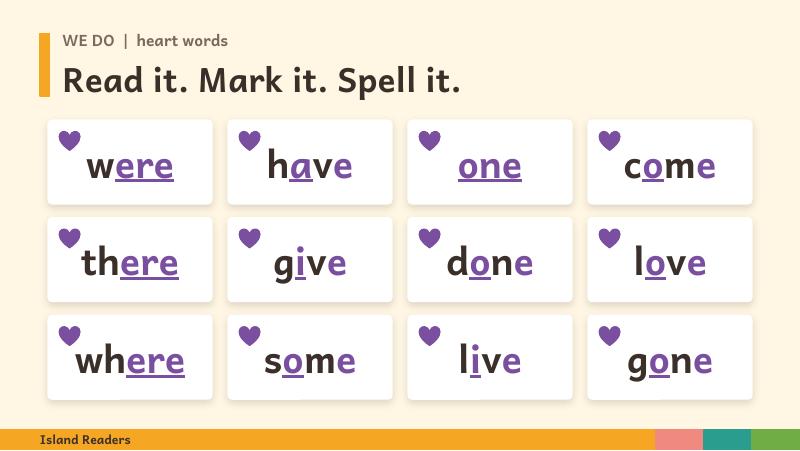 WE DO | heart words
Read it. Mark it. Spell it.
were have one come
there give done love
where some live gone
Island Readers